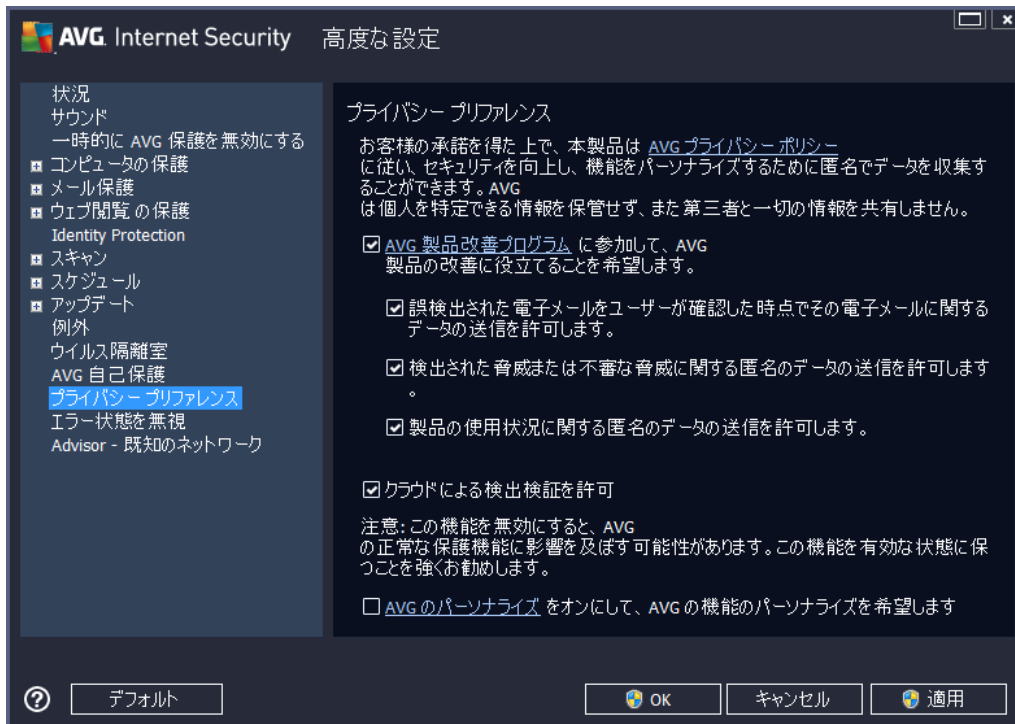 AVG. Internet Security 高度な設定
状況
サウンド
一時的に AVG 保護を無効にする
コンピュータの保護
メール保護
ウェブ閲覧 の保護
Identity Protection
スキャン
スケジュール
アップデート
例外
ウイルス隔離室
AVG 自己保護
プライバシー プリファレンス
エラー状態を無視
Advisor - 既知のネットワーク
プライバシー プリファレンス
お客様の承諾を得た上で、本製品は AVG プライバシー ポリシー
に従い、セキュリティを向上し、機能をパーソナライズするために匿名でデータを収集す
ることができます。AVG
は個人を特定できる情報を保管せず、また第三者と一切の情報を共有しません。
AVG 製品改善プログラム に参加して、AVG
製品の改善に役立てることを希望します。
誤検出された電子メールをユーザーが確認した時点でその電子メールに関する
データの送信を許可します。
検出された脅威または不審な脅威に関する匿名のデータの送信を許可します
。
製品の使用状況に関する匿名のデータの送信を許可します。
クラウドによる検出検証を許可
注意: この機能を無効にすると、AVG
の正常な保護機能に影響を及ぼす可能性があります。この機能を有効な状態に保
つことを強くお勧めします。
AVG のパーソナライズ をオンにして、AVG の機能のパーソナライズを希望します
? デフォルト OK キャンセル 適用